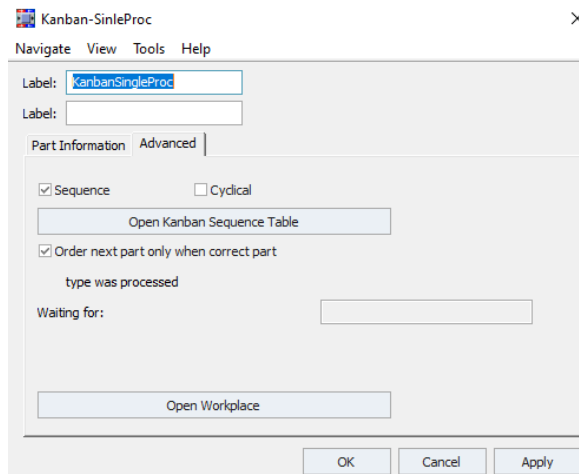 Kanban-SinleProc
Navigate View Tools Help
Label: KanbanSingleProc
Label:
Part Information Advanced
Sequence Cyclical
Open Kanban Sequence Table
Order next part only when correct part
type was processed
Waiting for:
Open Workplace
OK Cancel Apply